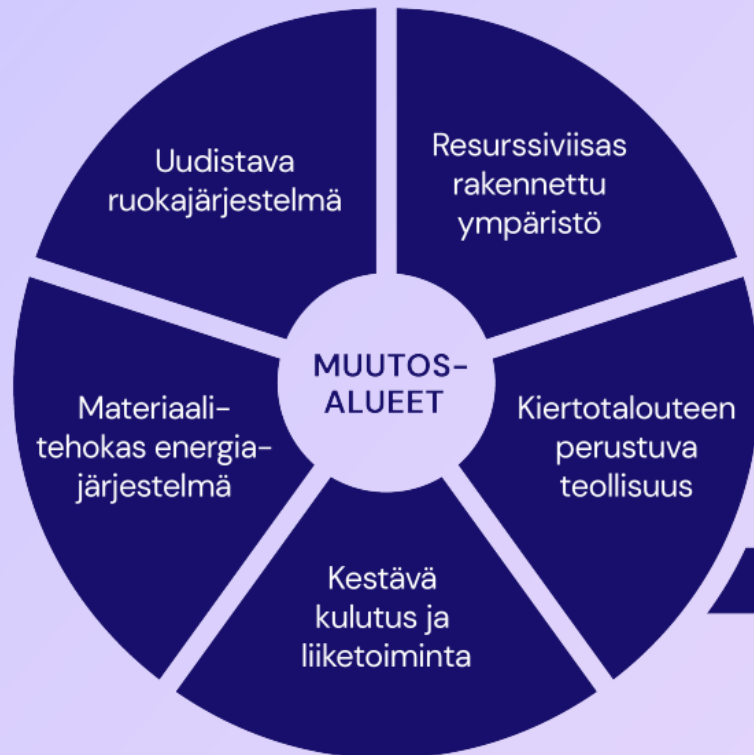 Uudistava
ruokajärjestelmä
Resurssiviisas
rakennettu
ympäristö
MUUTOS-
ALUEET
Materiaali-
tehokas energia-
järjestelmä
Kiertotalouteen
perustuva
teollisuus
Kestävä
kulutus ja
liiketoiminta